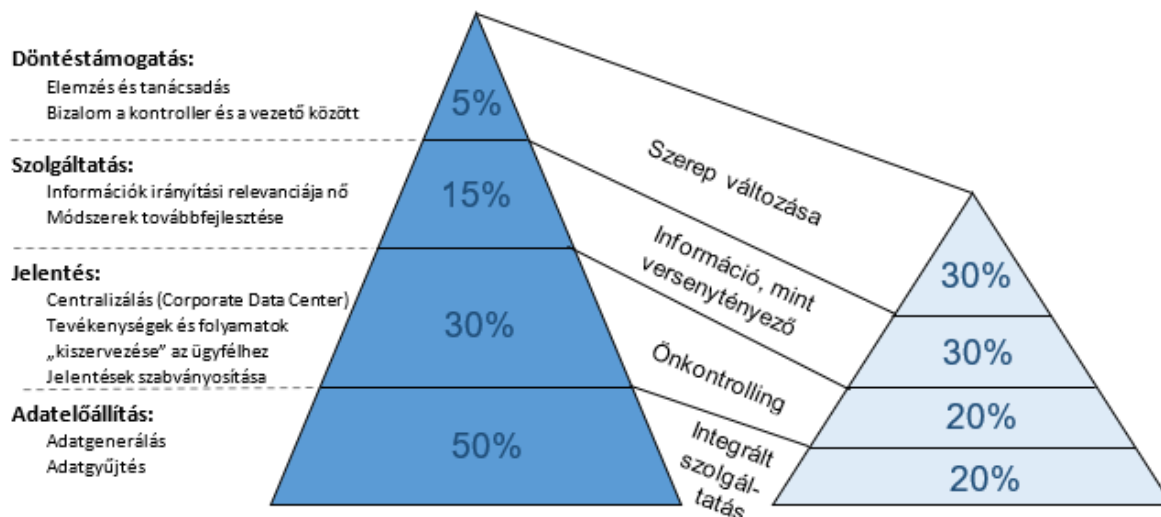 Döntéstámogatás:
Elemzés és tanácsadás
Bizalom a kontroller és a vezető között
Szolgáltatás:
Információk irányítási relevanciája nő
Módszerek továbbfejlesztése
Jelentés:
Centralizálás (Corporate Data Center)
Tevékenységek és folyamatok
„kiszervezése” az ügyfélhez
Jelentések szabványosítása
Adatelőállítás:
Adatgenerálás
Adatgyűjtés
5%
15%
30%
50%
Szerep változása
Információ, mint
versenytényező
Önkontrolling
Integrált
szolgál-
tatás
30%
30%
20%
20%